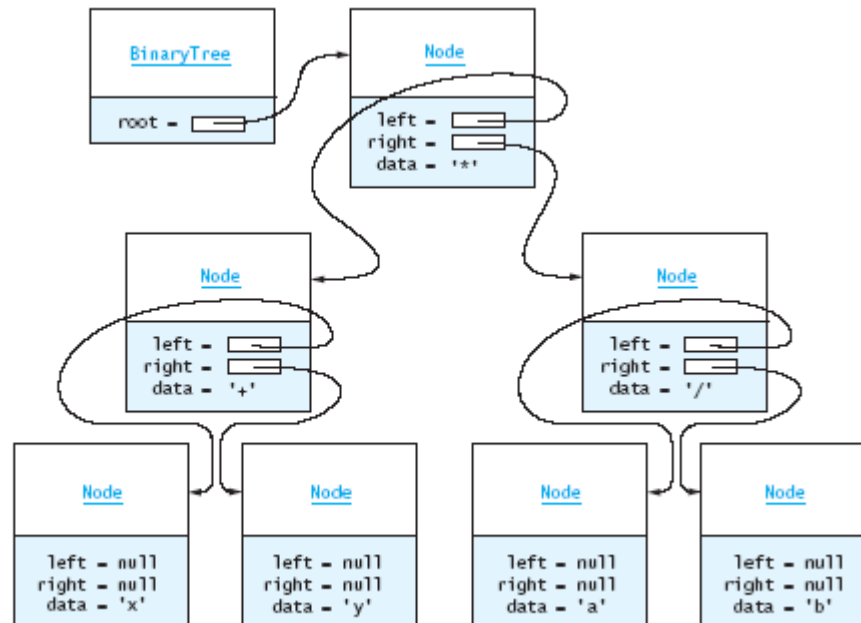 BinaryTree
root =
Node
left =
right =
data = '*'
Node
left =
right =
data = '+'
Node
left =
right =
data = '/'
Node
left = null
right = null
data = 'x'
Node
left = null
right = null
data = 'y'
Node
left = null
right = null
data = 'a'
Node
left = null
right = null
data = 'b'